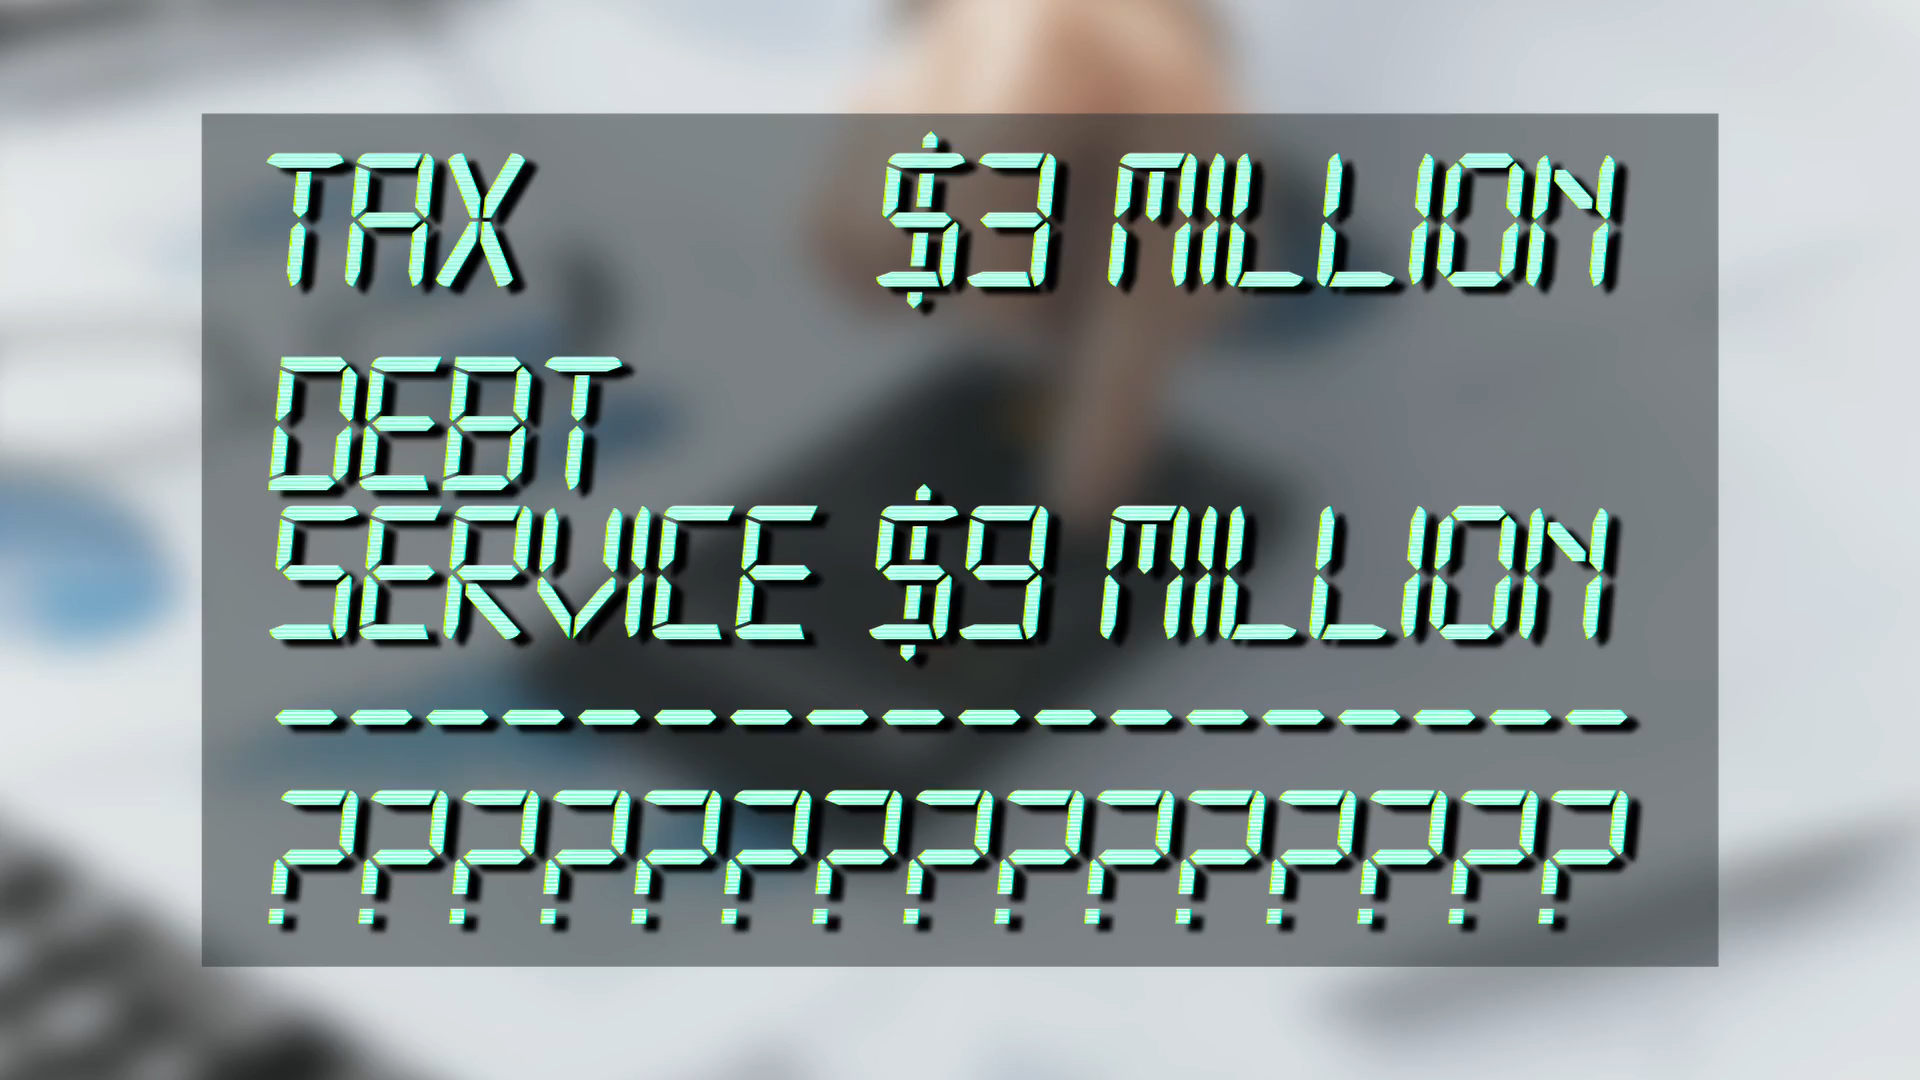 TAX $3 MILLION
DEBT
SERVICE $9 MILLION
------------------
???????????????